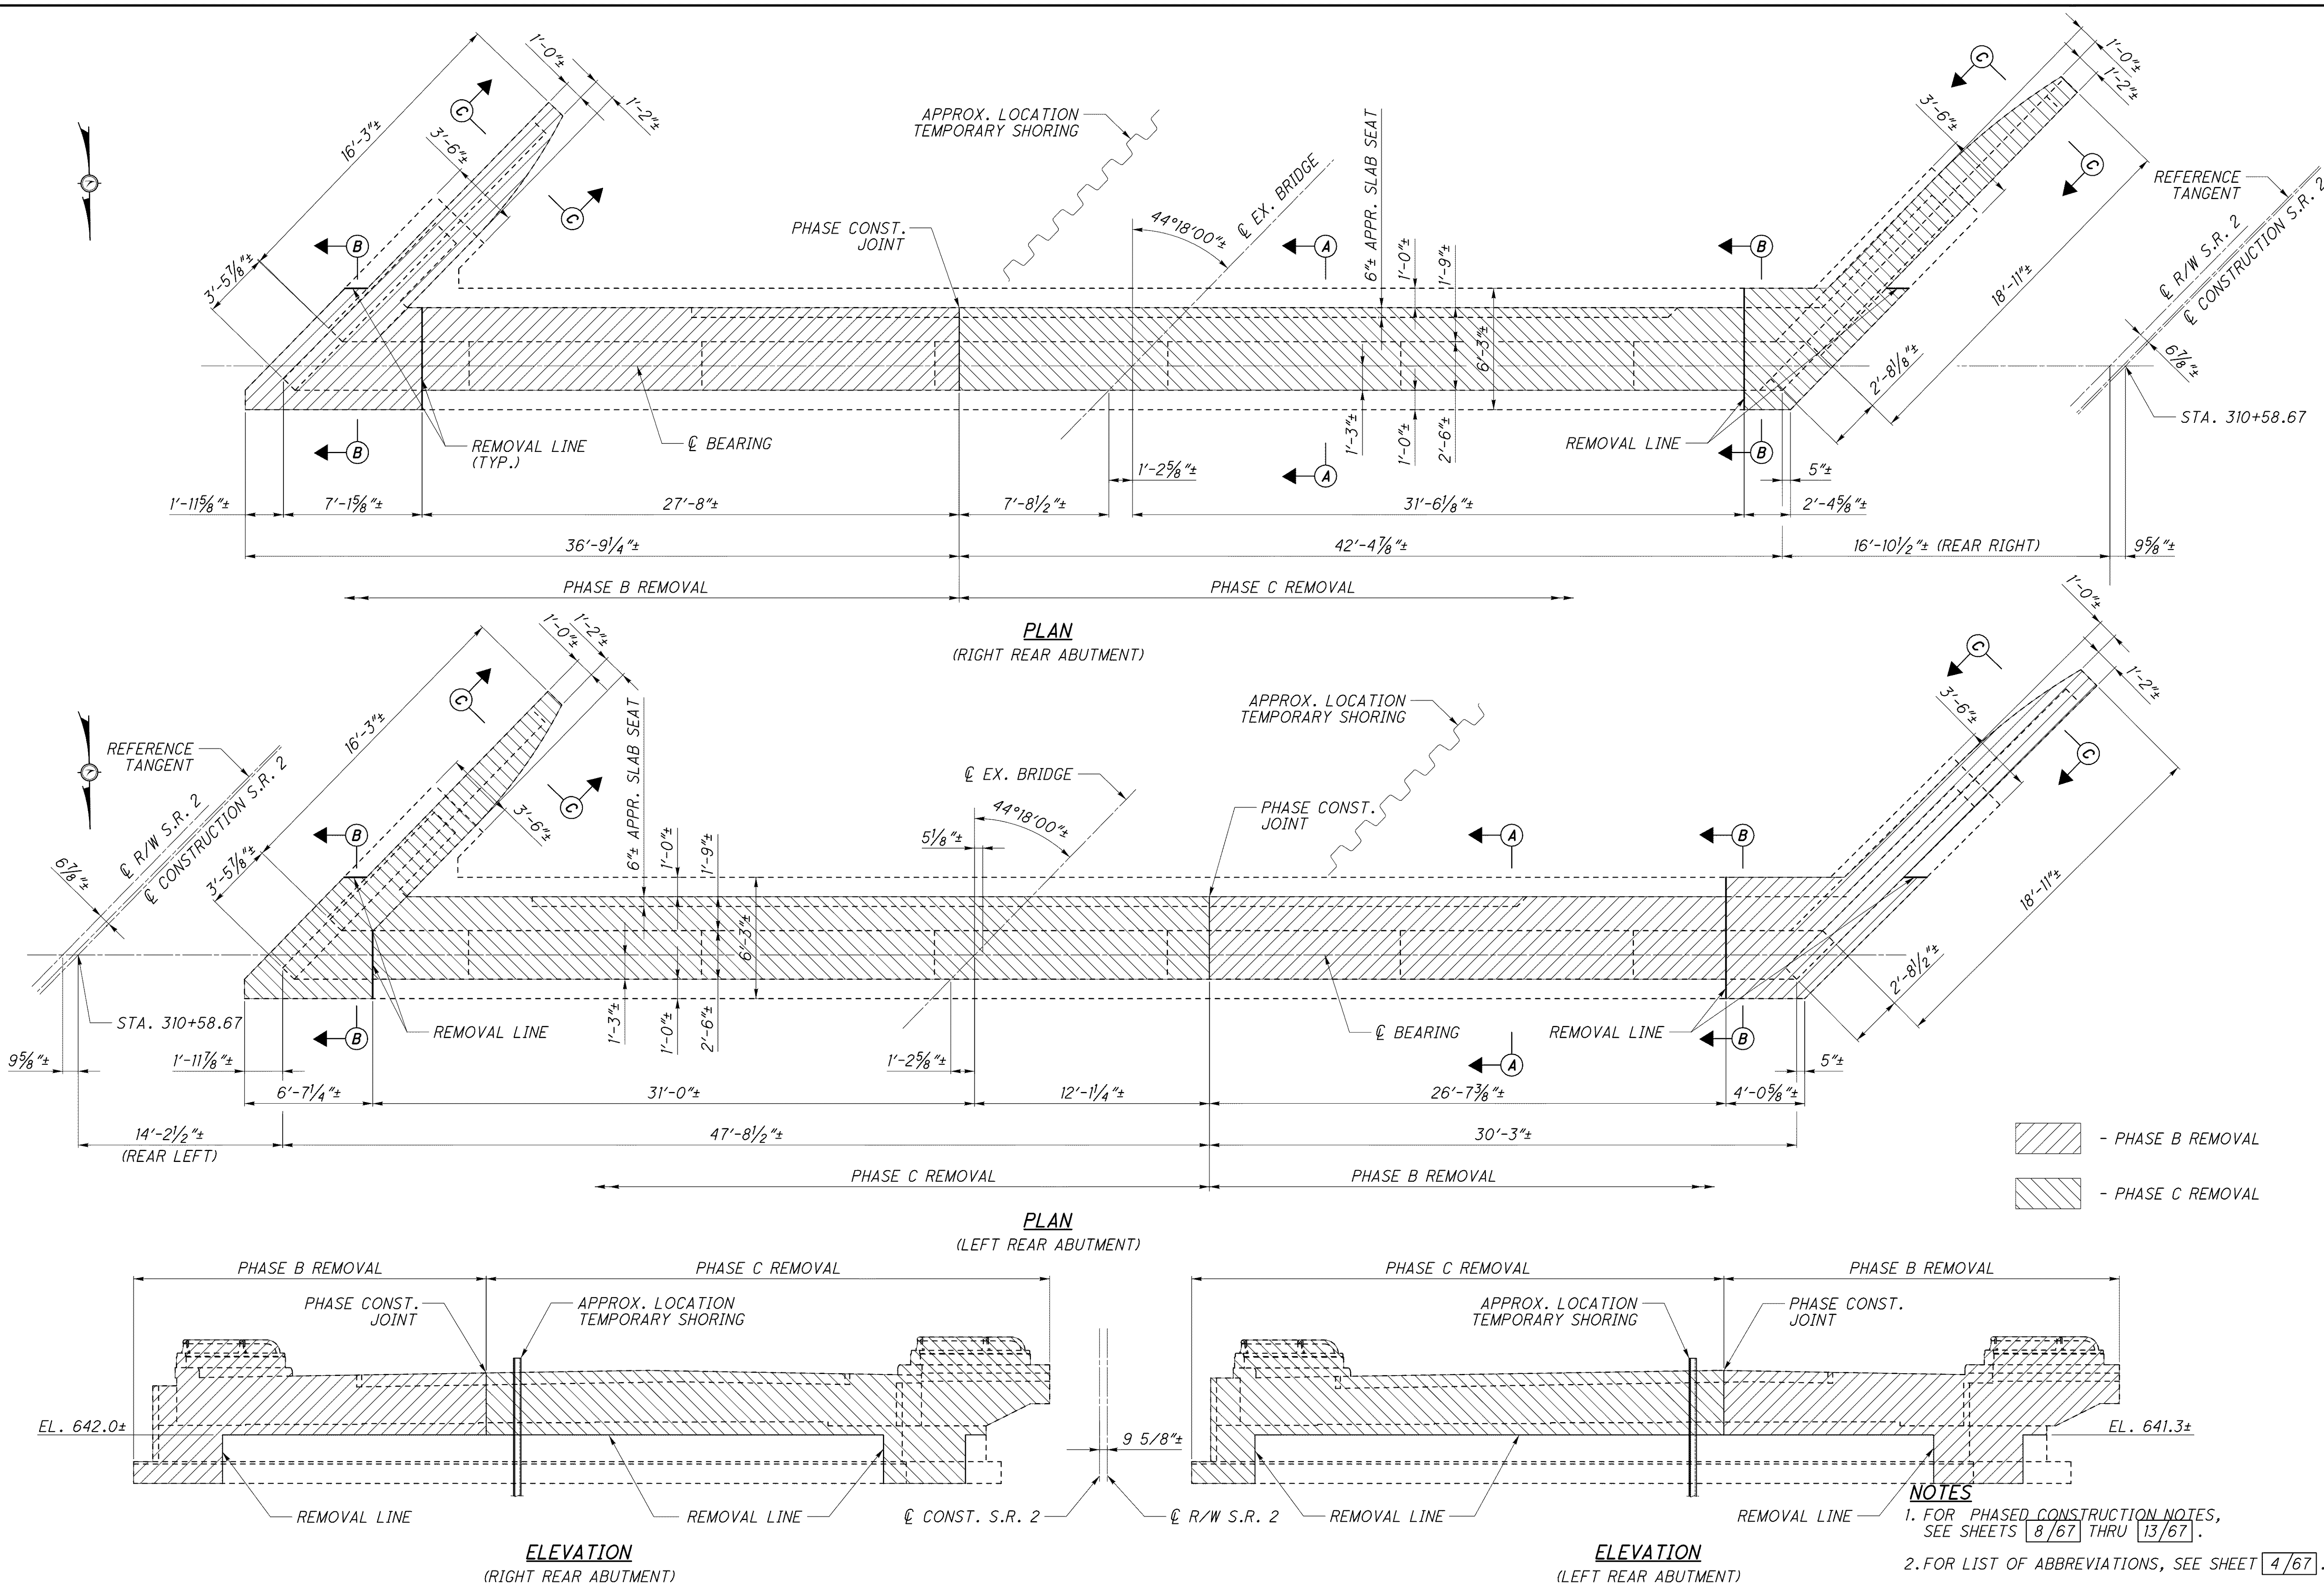 16'-3"±
1'-0"±
1'-2"±
3'-6"±
3'-5⅞"±
C
C
B
B
APPROX. LOCATION
TEMPORARY SHORING
PHASE CONST.
JOINT
44°18'00"±
℄ EX. BRIDGE
A
A
6"± APPR. SLAB SEAT
1'-0"±
1'-9"±
6'-3"±
1'-3"±
1'-0"±
2'-6"±
B
B
C
C
3'-6"±
1'-0"±
1'-2"±
18'-11"±
2'-8⅛"±
REFERENCE
TANGENT
℄ R/W S.R. 2
℄ CONSTRUCTION S.R. 2
6⅞"±
STA. 310+58.67
REMOVAL LINE
(TYP.)
℄ BEARING
REMOVAL LINE
1'-2⅝"±
5"±
1'-11⅝"±
7'-1⅝"±
27'-8"±
7'-8½"±
31'-6⅛"±
2'-4⅝"±
36'-9¼"±
42'-4⅞"±
16'-10½"± (REAR RIGHT)
9⅝"±
PHASE B REMOVAL
PHASE C REMOVAL
PLAN
(RIGHT REAR ABUTMENT)
REFERENCE
TANGENT
℄ R/W S.R. 2
℄ CONSTRUCTION S.R. 2
6⅞"±
STA. 310+58.67
16'-3"±
1'-0"±
1'-2"±
3'-6"±
3'-5⅞"±
C
C
B
B
6"± APPR. SLAB SEAT
1'-0"±
1'-9"±
6'-3"±
1'-3"±
1'-0"±
2'-6"±
5⅛"±
44°18'00"±
℄ EX. BRIDGE
APPROX. LOCATION
TEMPORARY SHORING
PHASE CONST.
JOINT
A
A
B
B
C
C
3'-6"±
1'-0"±
1'-2"±
18'-11"±
2'-8½"±
REMOVAL LINE
℄ BEARING
REMOVAL LINE
9⅝"±
1'-11⅞"±
1'-2⅝"±
5"±
6'-7¼"±
31'-0"±
12'-1¼"±
26'-7⅜"±
4'-0⅝"±
14'-2½"±
(REAR LEFT)
47'-8½"±
30'-3"±
PHASE C REMOVAL
PHASE B REMOVAL
PLAN
(LEFT REAR ABUTMENT)
- PHASE B REMOVAL
- PHASE C REMOVAL
PHASE B REMOVAL
PHASE C REMOVAL
PHASE CONST.
JOINT
APPROX. LOCATION
TEMPORARY SHORING
EL. 642.0±
REMOVAL LINE
REMOVAL LINE
ELEVATION
(RIGHT REAR ABUTMENT)
9 5/8"±
℄ CONST. S.R. 2
℄ R/W S.R. 2
PHASE C REMOVAL
PHASE B REMOVAL
APPROX. LOCATION
TEMPORARY SHORING
PHASE CONST.
JOINT
EL. 641.3±
REMOVAL LINE
REMOVAL LINE
ELEVATION
(LEFT REAR ABUTMENT)
NOTES
1. FOR PHASED CONSTRUCTION NOTES,
SEE SHEETS 8/67 THRU 13/67.
2. FOR LIST OF ABBREVIATIONS, SEE SHEET 4/67.